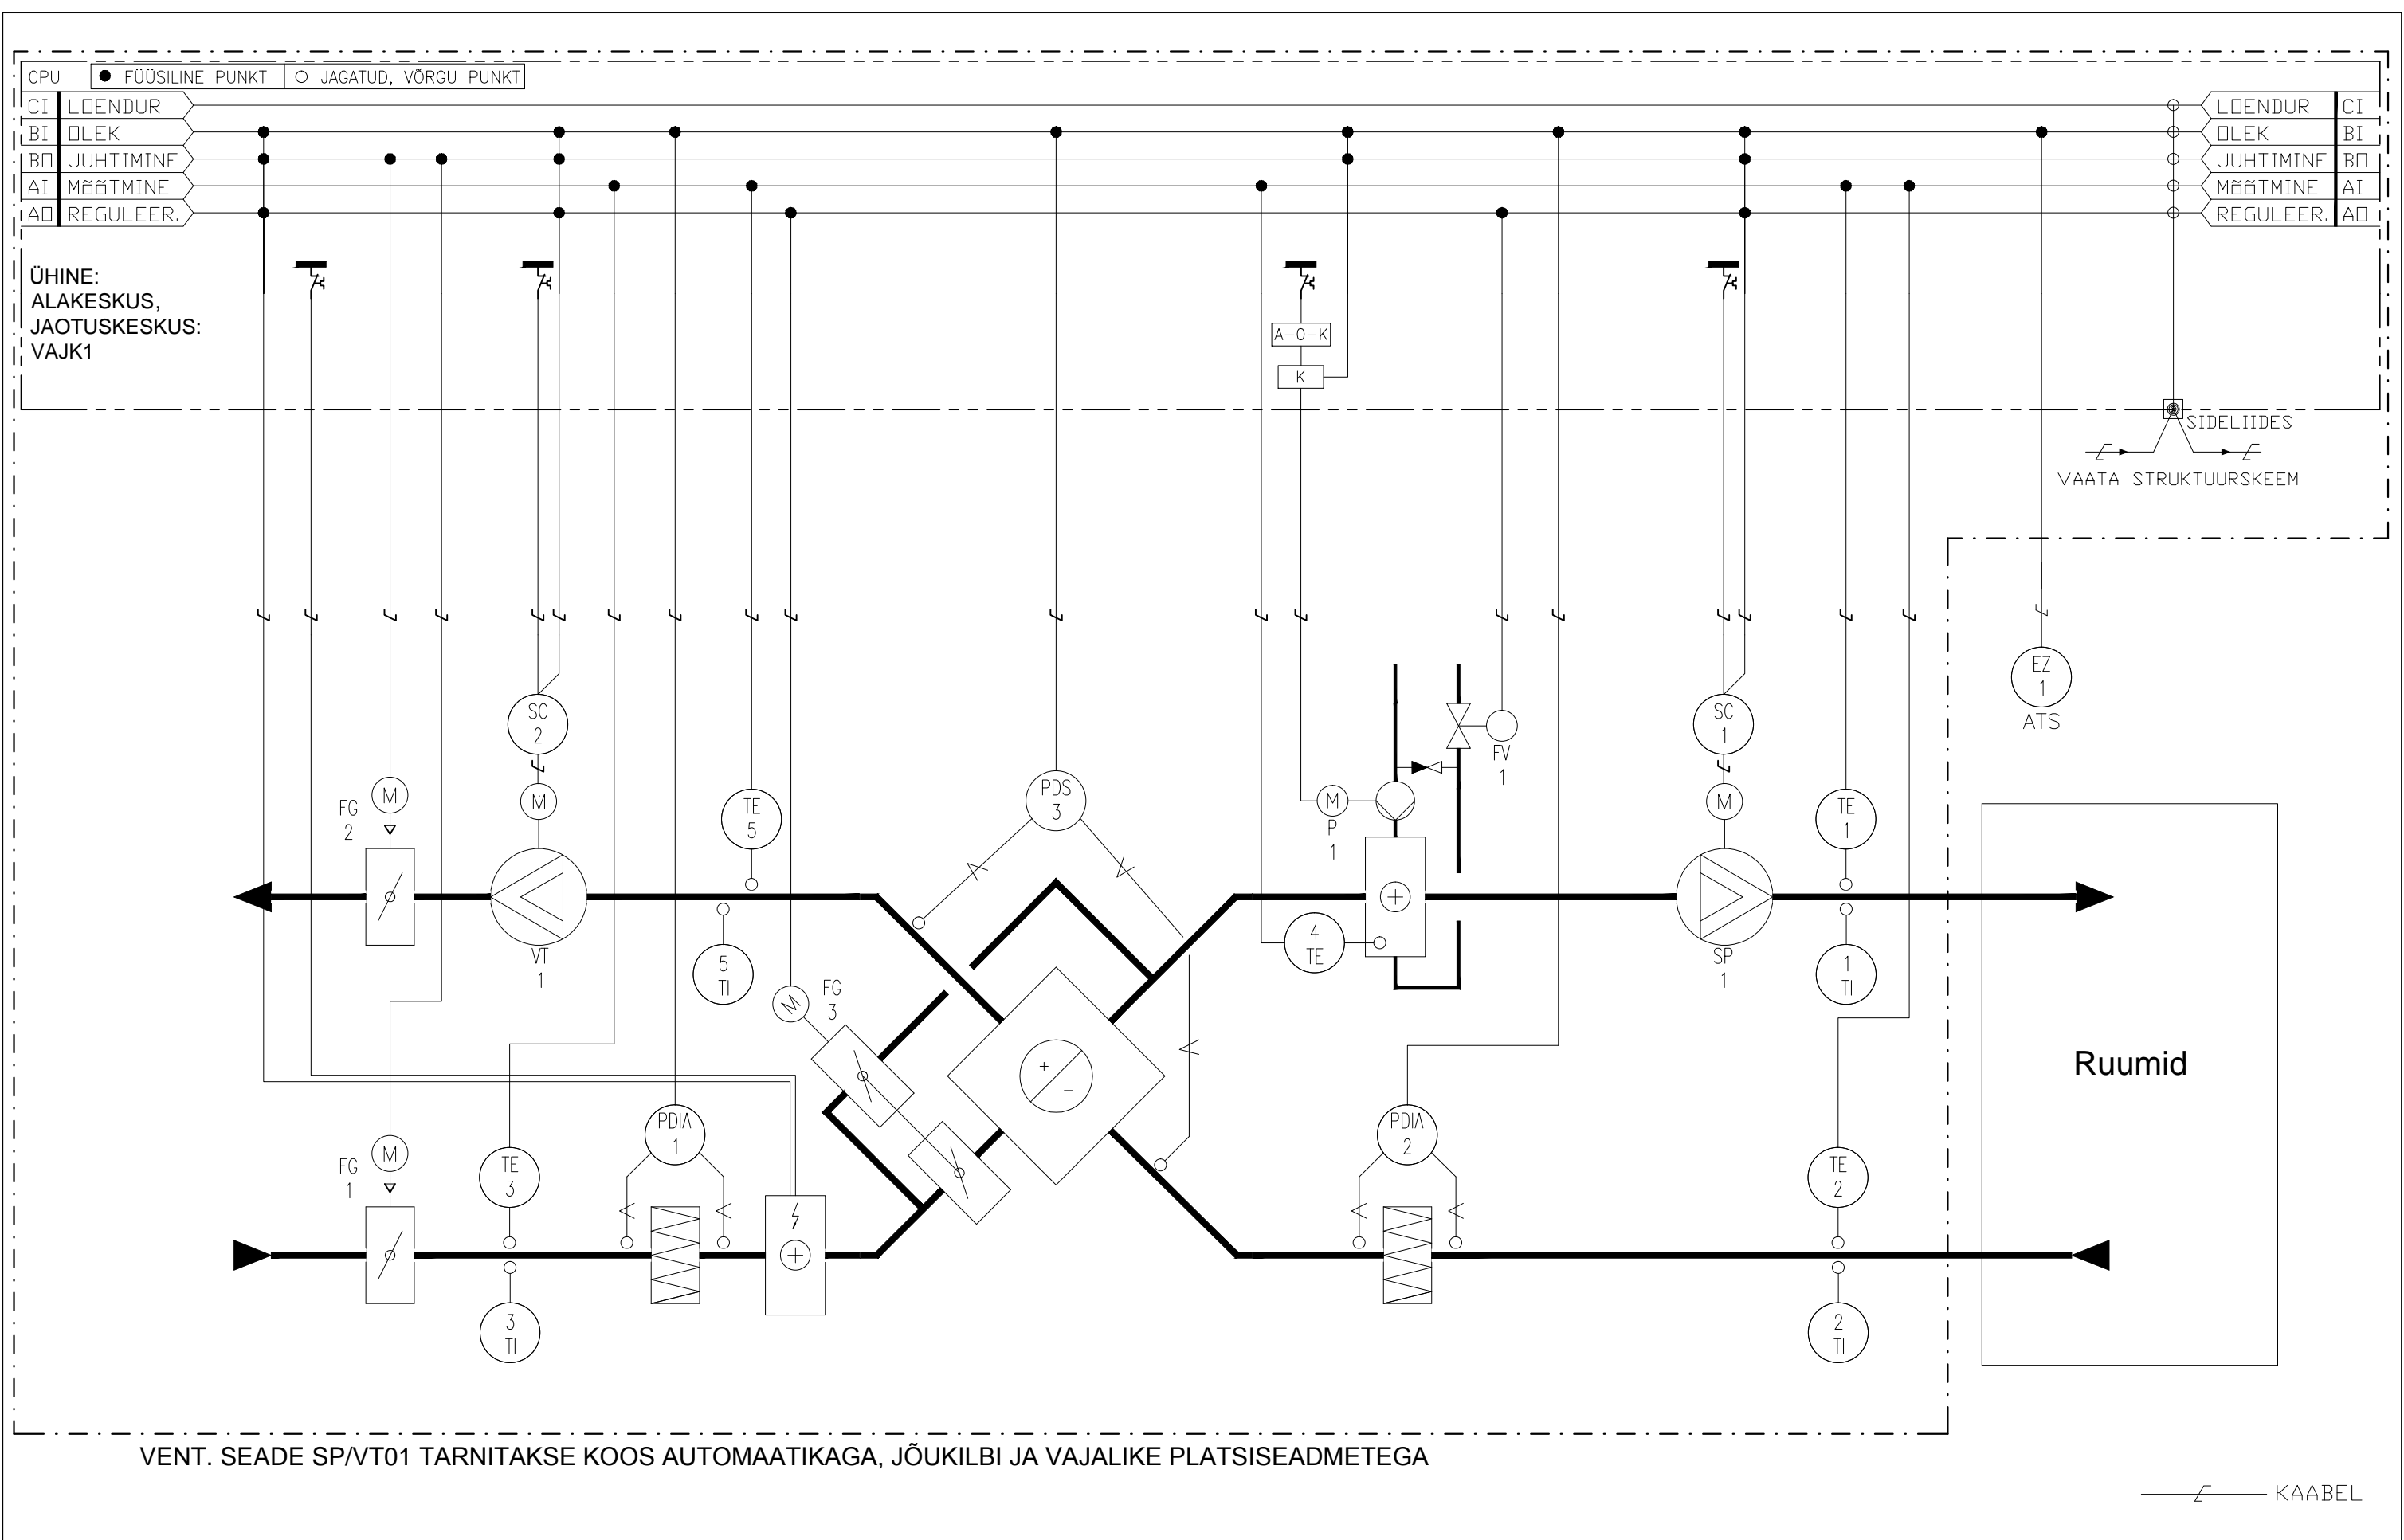 CPU
● FÜÜSILINE PUNKT
○ JAGATUD, VÕRGU PUNKT
CI LOENDUR
BI OLEK
BO JUHTIMINE
AI MÕÕTMINE
AO REGULEER.
LOENDUR CI
OLEK BI
JUHTIMINE BO
MÕÕTMINE AI
REGULEER. AO
ÜHINE:
ALAKESKUS,
JAOTUSKESKUS:
VAJK1
A-0-K
K
SIDELIIDES
VAATA STRUKTUURSKEEM
EZ
1
ATS
SC
2
M
SC
1
M
FV
1
FG
2
M
TE
5
PDS
3
M
P
1
TE
1
VT
1
5
TI
4
TE
SP
1
1
TI
M
FG
3
+
-
Ruumid
FG
1
M
TE
3
PDIA
1
PDIA
2
TE
2
3
TI
2
TI
VENT. SEADE SP/VT01 TARNITAKSE KOOS AUTOMAATIKAGA, JÕUKILBI JA VAJALIKE PLATSISEADMETEGA
KAABEL